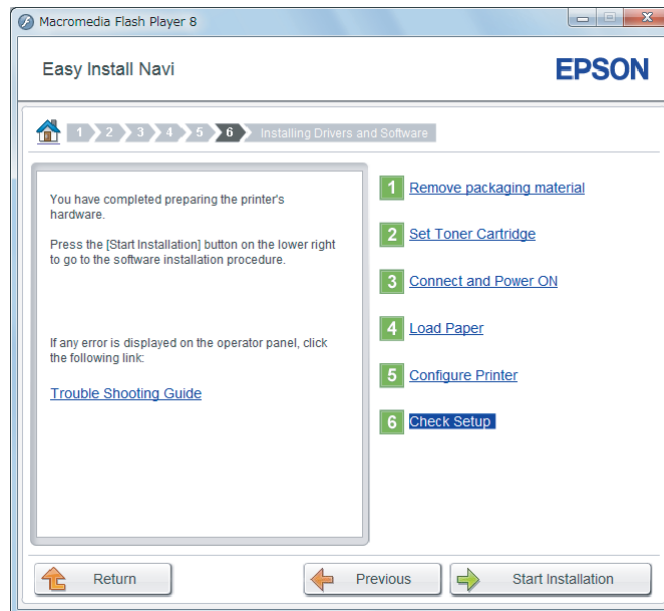 Macromedia Flash Player 8
Easy Install Navi
EPSON
1 2 3 4 5 6 Installing Drivers and Software
You have completed preparing the printer's
hardware.
Press the [Start Installation] button on the lower right
to go to the software installation procedure.
If any error is displayed on the operator panel, click
the following link:
Trouble Shooting Guide
1 Remove packaging material
2 Set Toner Cartridge
3 Connect and Power ON
4 Load Paper
5 Configure Printer
6 Check Setup
Return
Previous
Start Installation